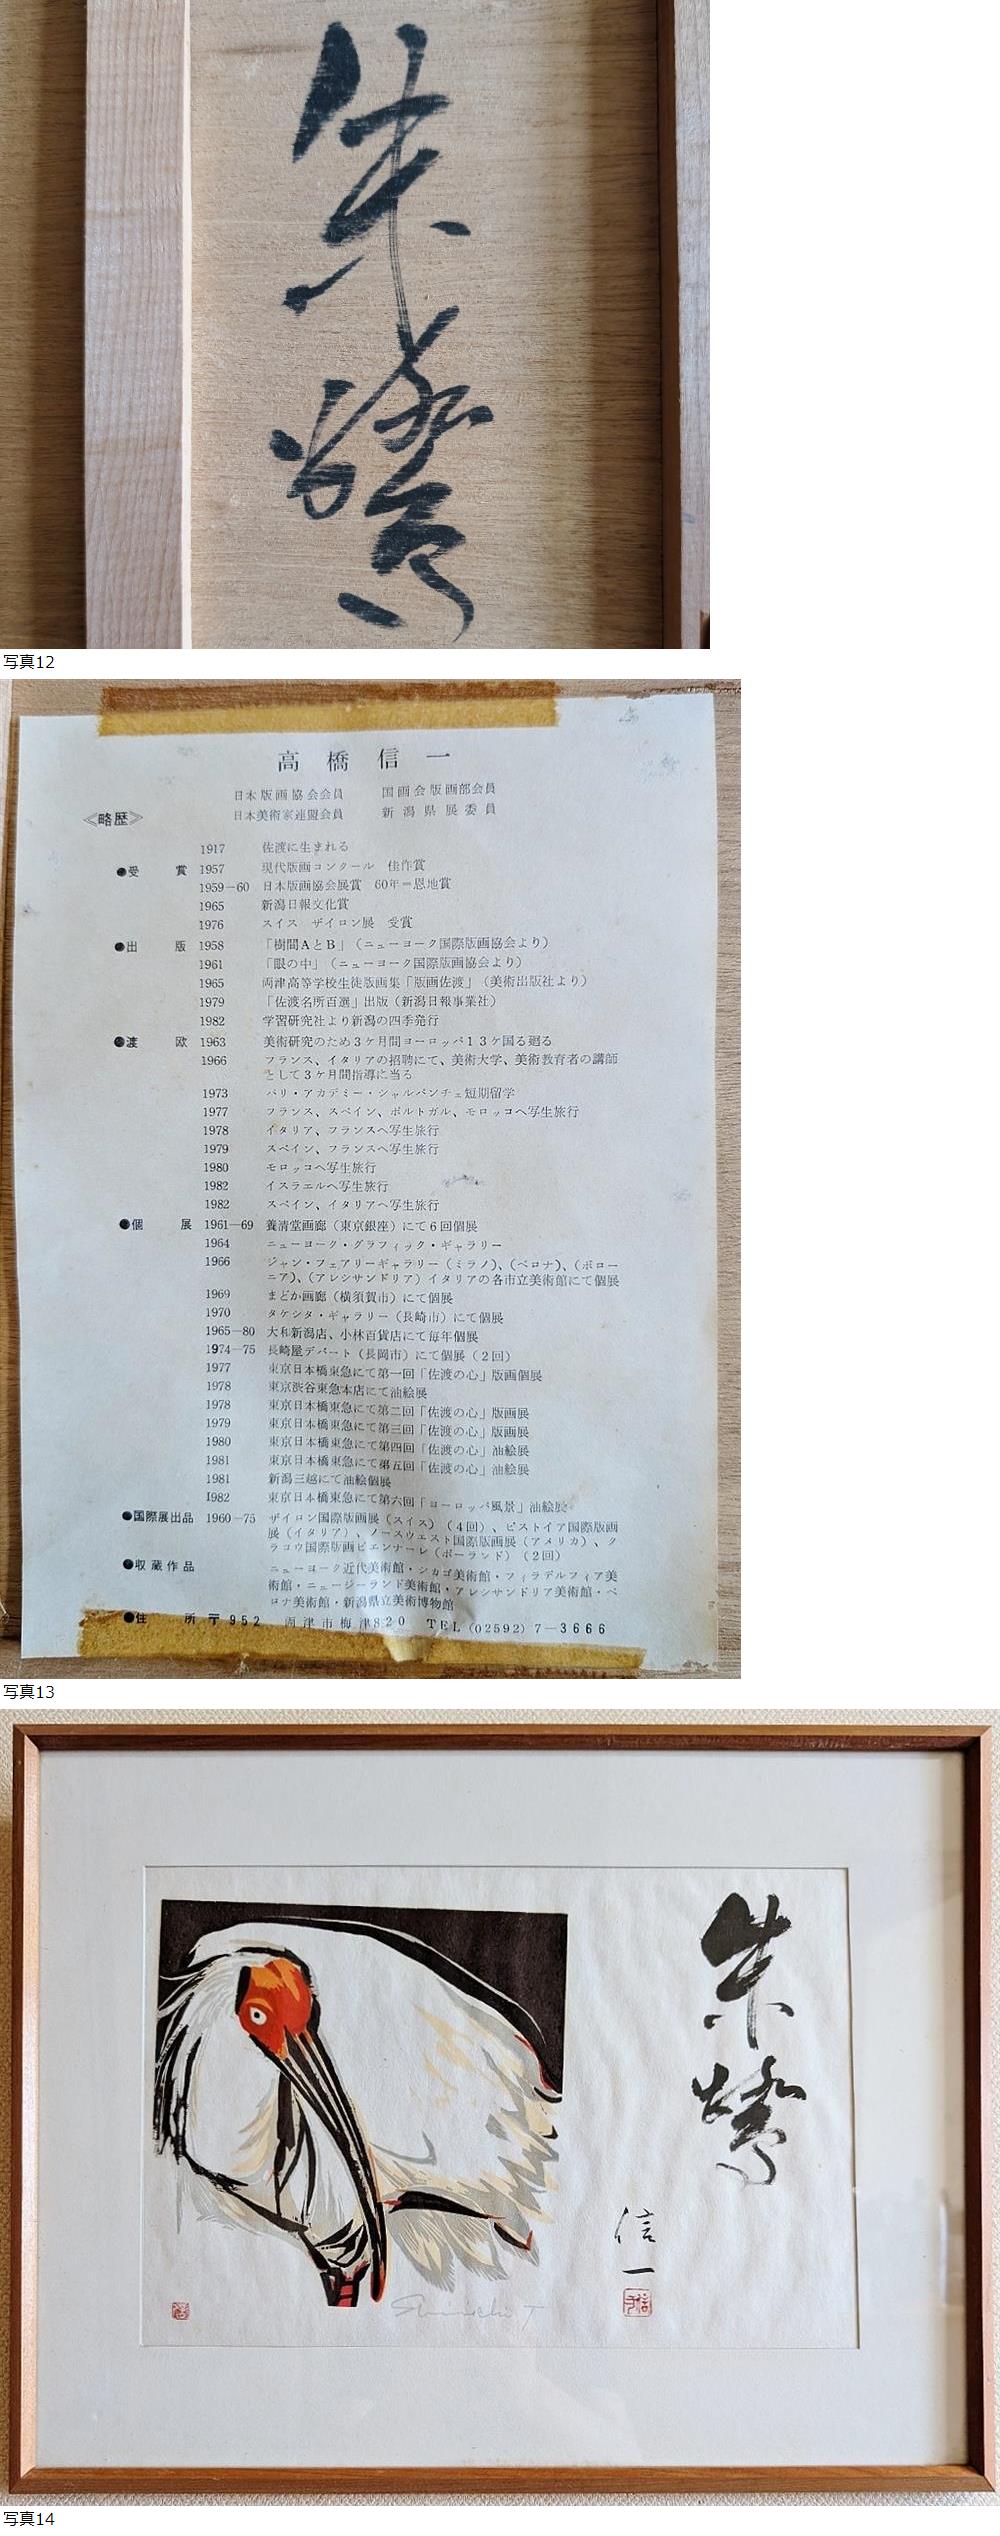 朱鷺
写真12
高橋信一
日本版画協会会員 国画会版画部会員
日本美術家連盟会員 新潟県展委員
≪略歴≫
1917 佐渡に生まれる
●受賞 1957 現代版画コンクール 佳作賞
1959―60 日本版画協会展賞 60年=恩地賞
1965 新潟日報文化賞
1976 スイス ザイロン展 受賞
●出版 1958 「樹間AとB」（ニューヨーク国際版画協会より）
1961 「眼の中」（ニューヨーク国際版画協会より）
1965 両津高等学校生徒版画集「版画佐渡」（美術出版社より）
1979 「佐渡名所百選」出版（新潟日報事業社）
1982 学習研究社より新潟の四季発行
●渡欧 1963 美術研究のため3ケ月間ヨーロッパ13ケ国る廻る
1966 フランス、イタリアの招聘にて、美術大学、美術教育者の講師
として3ケ月間指導に当る
1973 パリ・アカデミー・シャルパンチェ短期留学
1977 フランス、スペイン、ポルトガル、モロッコへ写生旅行
1978 イタリア、フランスへ写生旅行
1979 スペイン、フランスへ写生旅行
1980 モロッコへ写生旅行
1982 イスラエルへ写生旅行
1982 スペイン、イタリアへ写生旅行
●個展 1961―69 養清堂画廊（東京銀座）にて6回個展
1964 ニューヨーク・グラフィック・ギャラリー
1966 ジャン・フェアリーギャラリー（ミラノ）、（ベロナ）、（ボロー
ニア）、（アレシサンドリア）イタリアの各市立美術館にて個展
1969 まどか画廊（横須賀市）にて個展
1970 タケシタ・ギャラリー（長崎市）にて個展
1965―80 大和新潟店、小林百貨店にて毎年個展
1974―75 長崎屋デパート（長岡市）にて個展（2回）
1977 東京日本橋東急にて第一回「佐渡の心」版画個展
1978 東京渋谷東急本店にて油絵展
1978 東京日本橋東急にて第二回「佐渡の心」版画展
1979 東京日本橋東急にて第三回「佐渡の心」版画展
1980 東京日本橋東急にて第四回「佐渡の心」油絵展
1981 東京日本橋東急にて第五回「佐渡の心」油絵展
1981 新潟三越にて油絵個展
1982 東京日本橋東急にて第六回「ヨーロッパ風景」油絵展
●国際展出品 1960―75 ザイロン国際版画展（スイス）（4回）、ピストイア国際版画
展（イタリア）、ノースウエスト国際版画展（アメリカ）、ク
ラコウ国際版画ビエンナーレ（ポーランド）（2回）
●収蔵作品 ニューヨーク近代美術館・シカゴ美術館・フィラデルフィア美
術館・ニュージーランド美術館・アレシサンドリア美術館・ベ
ロナ美術館・新潟県立美術博物館
●住所 〒952 両津市梅津820 TEL（02592）7―3666
写真13
朱鷺
信一
Shinichi T
写真14